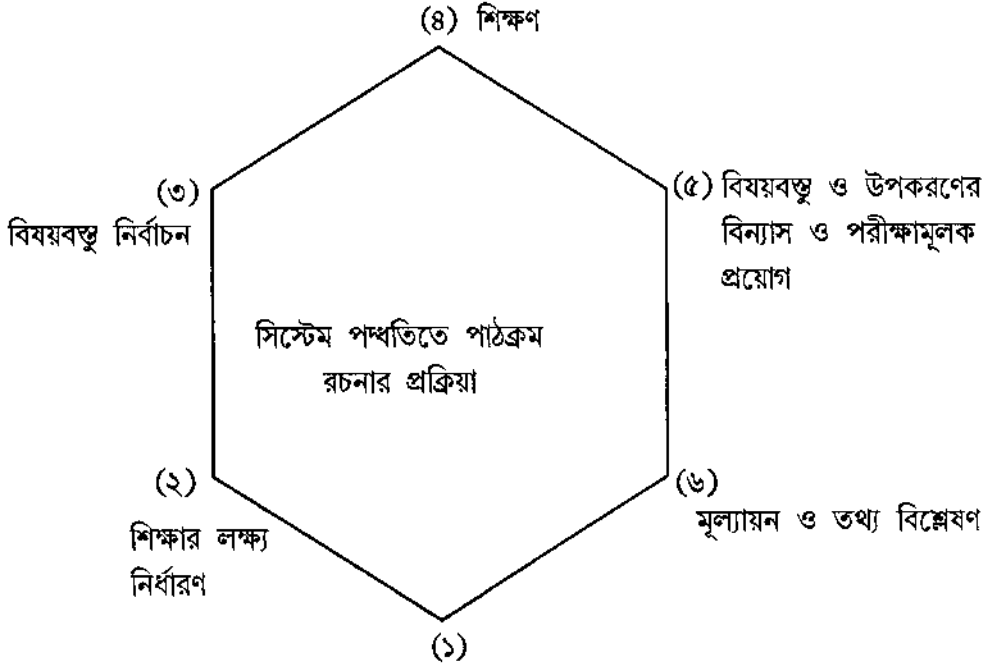 (৪) শিক্ষণ
(৩)
বিষয়বস্তু নির্বাচন
(৫) বিষয়বস্তু ও উপকরণের
বিন্যাস ও পরীক্ষামূলক
প্রয়োগ
সিস্টেম পদ্ধতিতে পাঠক্রম
রচনার প্রক্রিয়া
(২)
শিক্ষার লক্ষ্য
নির্ধারণ
(৬)
মূল্যায়ন ও তথ্য বিশ্লেষণ
(১)